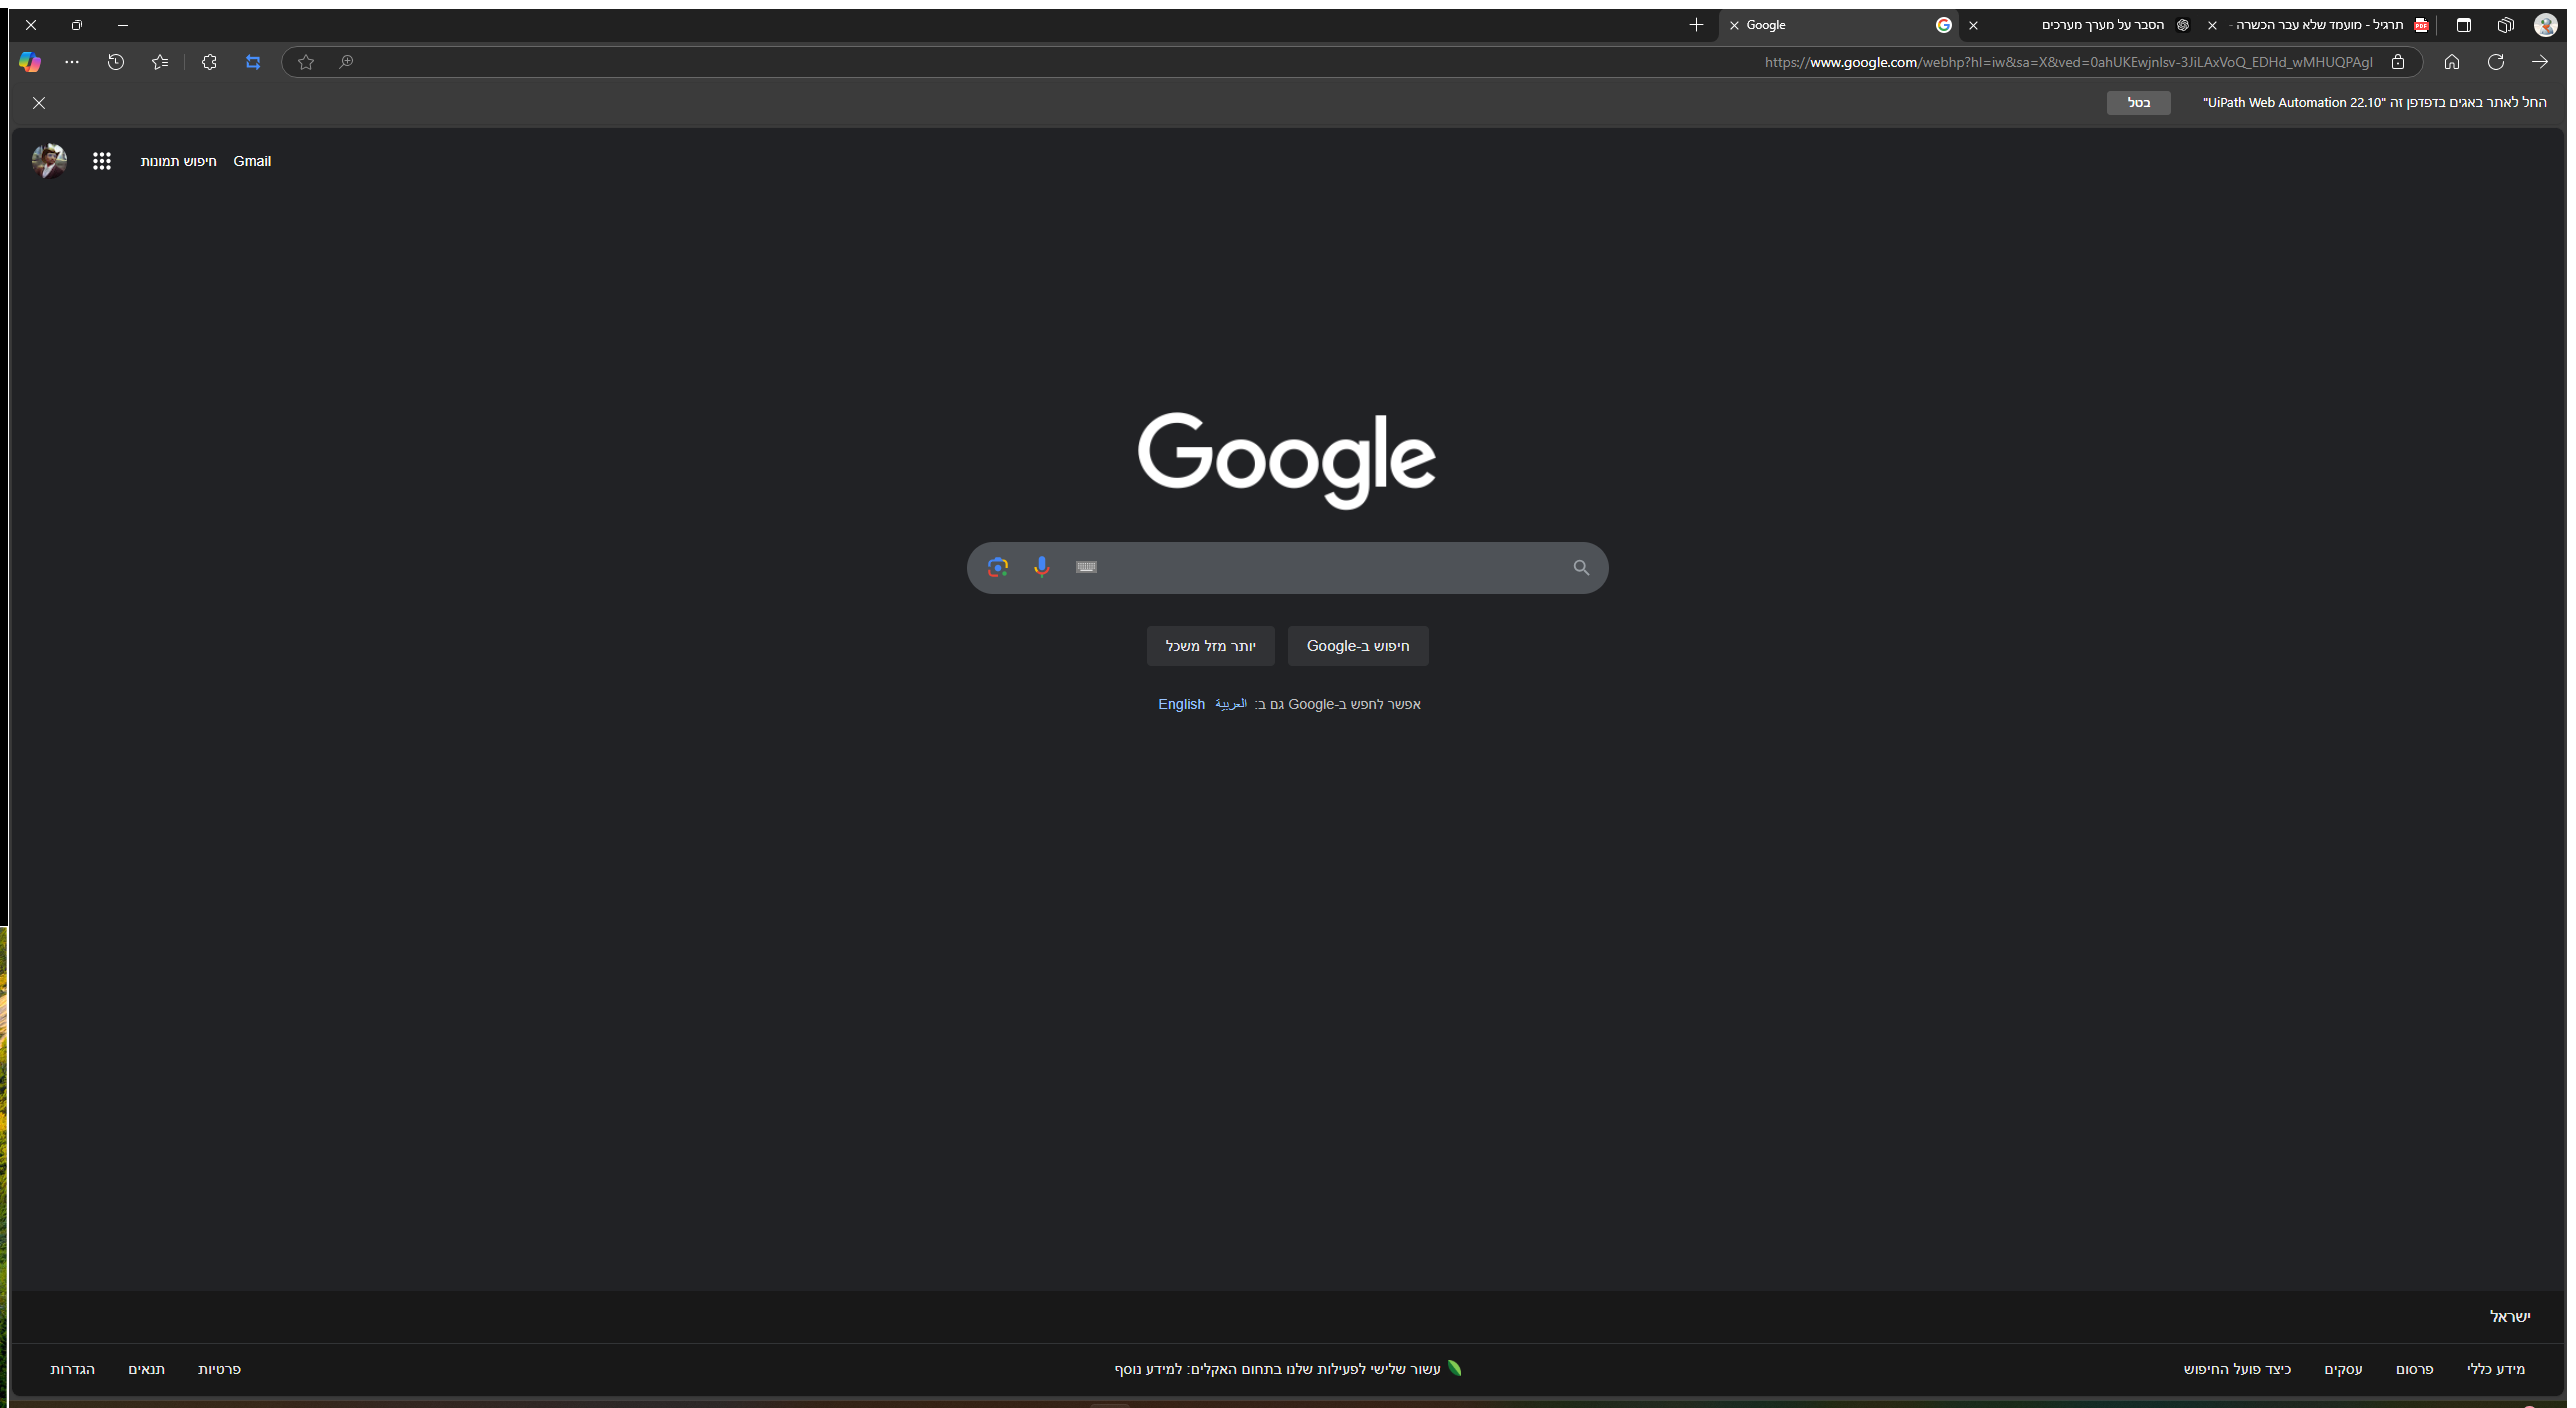 תרגיל - מועמד שלא עבר הכשרה -
הסבר על מערך מערכים
Google
https://www.google.com/webhp?hl=iw&sa=X&ved=0ahUKEwjnIsv-3JiLAxVoQ_EDHd_wMHUQPAgI
החל לאתר באגים בדפדפן זה "UiPath Web Automation 22.10"
בטל
Gmail
חיפוש תמונות
Google
חיפוש ב-Google
יותר מזל משכל
אפשר לחפש ב-Google גם ב: العربية English
ישראל
מידע כללי
פרסום
עסקים
כיצד פועל החיפוש
עשור שלישי לפעילות שלנו בתחום האקלים: למידע נוסף
פרטיות
תנאים
הגדרות